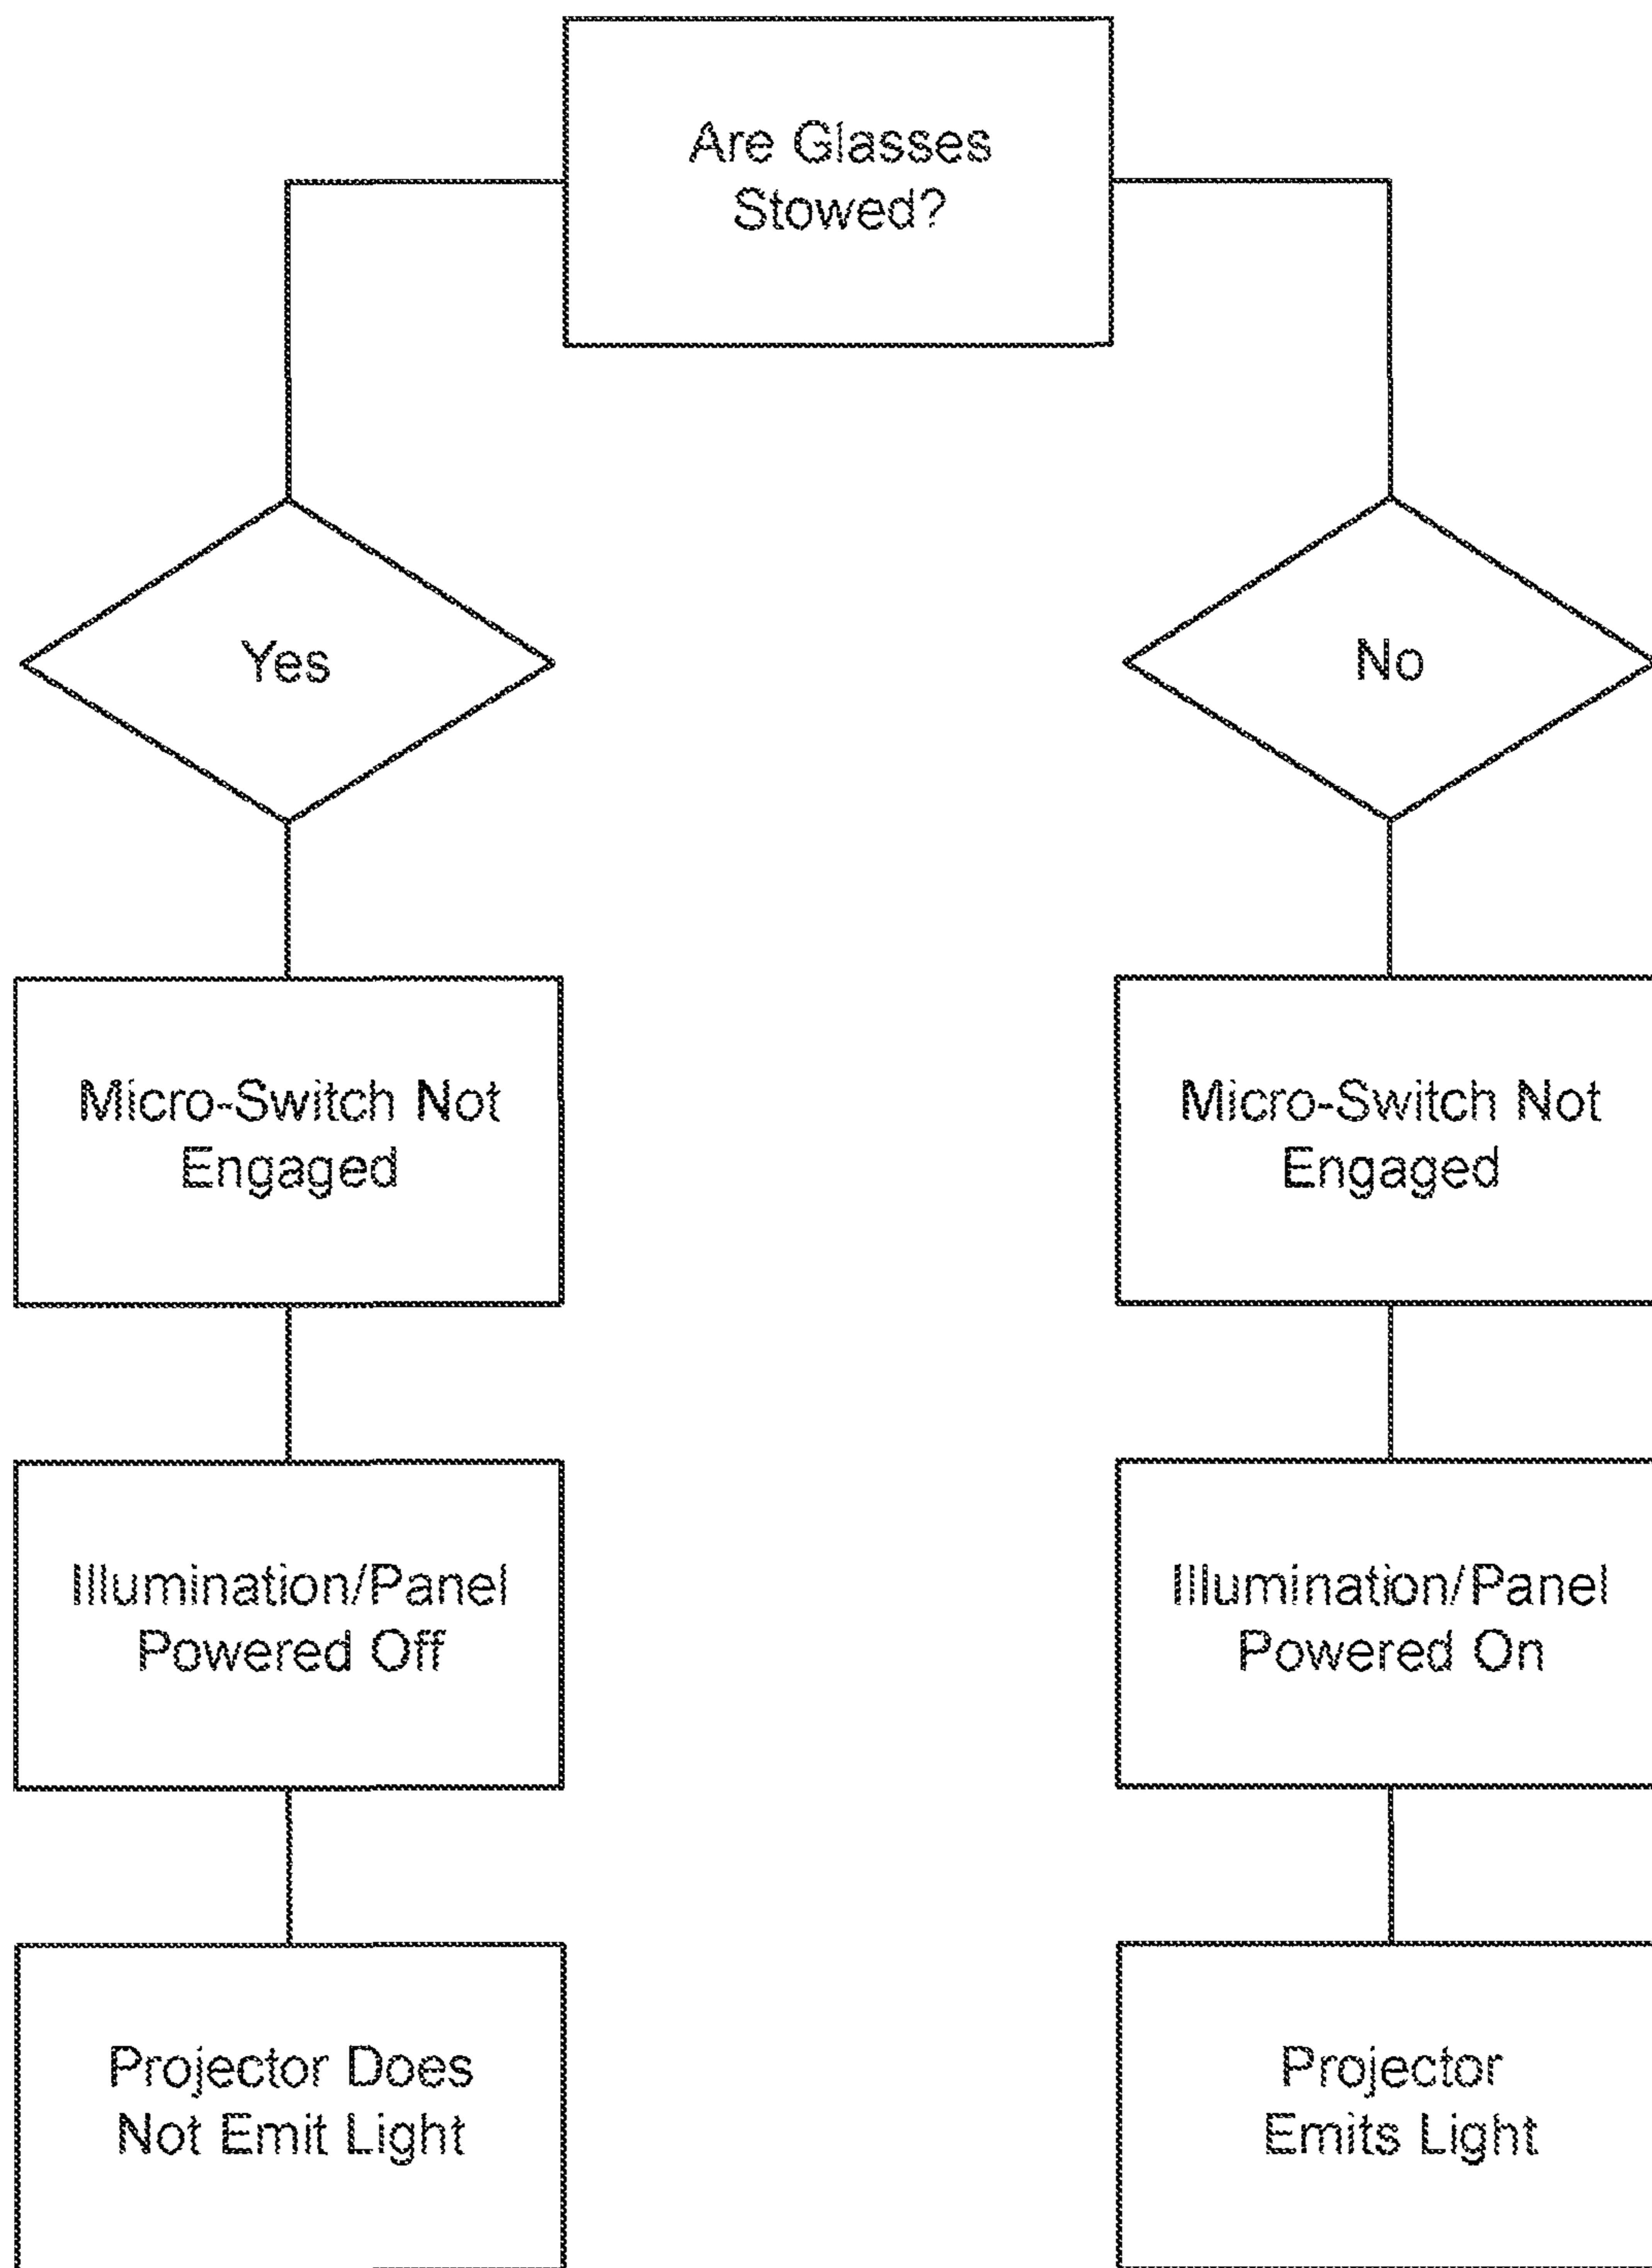 Are Glasses
Stowed?
Yes
No
Micro-Switch Not
Engaged
Micro-Switch Not
Engaged
Illumination/Panel
Powered Off
Illumination/Panel
Powered On
Projector Does
Not Emit Light
Projector
Emits Light